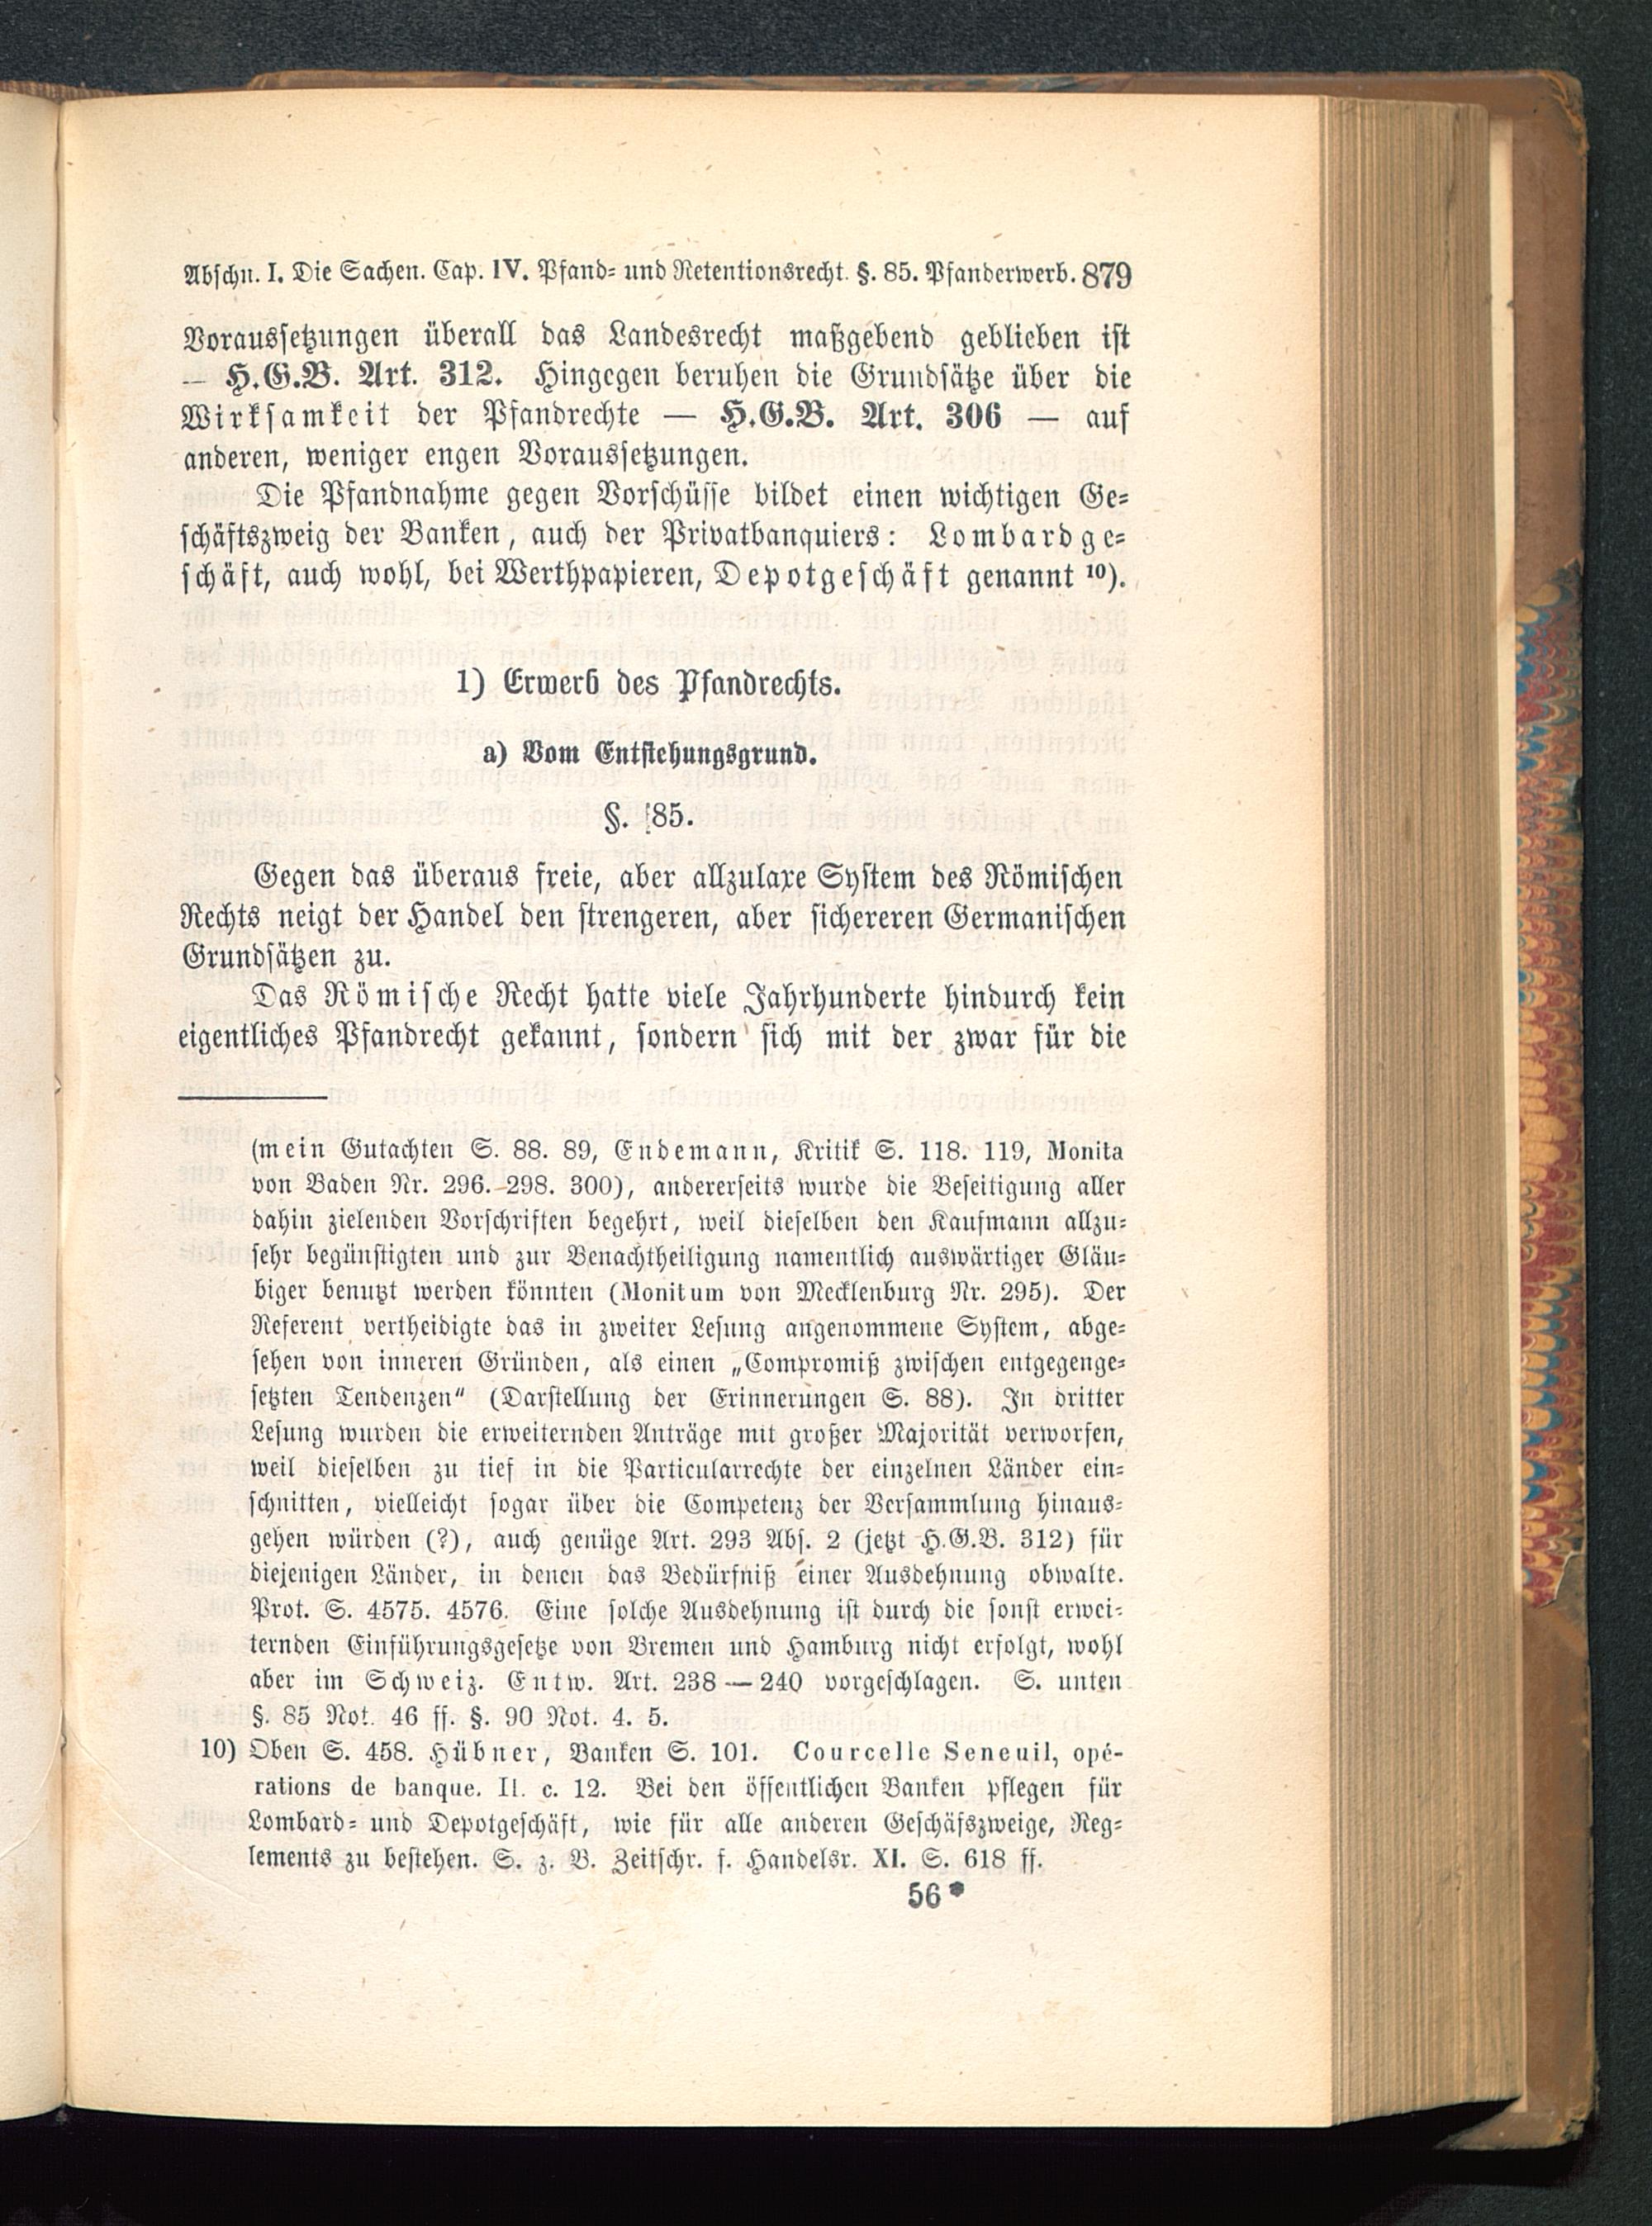 Abschn. I. Die Sachen. Cap. IV. Pfand- und Retentionsrecht. §. 85. Pfanderwerb. 879
Voraussetzungen überall das Landesrecht maßgebend geblieben ist
— H.G.B. Art. 312. Hingegen beruhen die Grundsätze über die
Wirksamkeit der Pfandrechte — H.G.B. Art. 306 — auf
anderen, weniger engen Voraussetzungen.
Die Pfandnahme gegen Vorschüsse bildet einen wichtigen Ge-
schäftszweig der Banken, auch der Privatbanquiers: Lombardge-
schäft, auch wohl, bei Werthpapieren, Depotgeschäft genannt 10).
1) Erwerb des Pfandrechts.
a) Vom Entstehungsgrund.
§. 85.
Gegen das überaus freie, aber allzulaxe System des Römischen
Rechts neigt der Handel den strengeren, aber sichereren Germanischen
Grundsätzen zu.
Das Römische Recht hatte viele Jahrhunderte hindurch kein
eigentliches Pfandrecht gekannt, sondern sich mit der zwar für die
(mein Gutachten S. 88. 89, Endemann, Kritik S. 118. 119, Monita
von Baden Nr. 296.–298. 300), andererseits wurde die Beseitigung aller
dahin zielenden Vorschriften begehrt, weil dieselben den Kaufmann allzu-
sehr begünstigten und zur Benachtheiligung namentlich auswärtiger Gläu-
biger benutzt werden könnten (Monitum von Mecklenburg Nr. 295). Der
Referent vertheidigte das in zweiter Lesung angenommene System, abge-
sehen von inneren Gründen, als einen „Compromiß zwischen entgegenge-
setzten Tendenzen“ (Darstellung der Erinnerungen S. 88). In dritter
Lesung wurden die erweiternden Anträge mit großer Majorität verworfen,
weil dieselben zu tief in die Particularrechte der einzelnen Länder ein-
schnitten, vielleicht sogar über die Competenz der Versammlung hinaus-
gehen würden (?), auch genüge Art. 293 Abs. 2 (jetzt H.G.B. 312) für
diejenigen Länder, in denen das Bedürfniß einer Ausdehnung obwalte.
Prot. S. 4575. 4576. Eine solche Ausdehnung ist durch die sonst erwei-
ternden Einführungsgesetze von Bremen und Hamburg nicht erfolgt, wohl
aber im Schweiz. Entw. Art. 238 — 240 vorgeschlagen. S. unten
§. 85 Not. 46 ff. §. 90 Not. 4. 5.
10) Oben S. 458. Hübner, Banken S. 101. Courcelle Seneuil, opé-
rations de banque. II. c. 12. Bei den öffentlichen Banken pflegen für
Lombard- und Depotgeschäft, wie für alle anderen Geschäfszweige, Reg-
lements zu bestehen. S. z. B. Zeitschr. f. Handelsr. XI. S. 618 ff.
56*